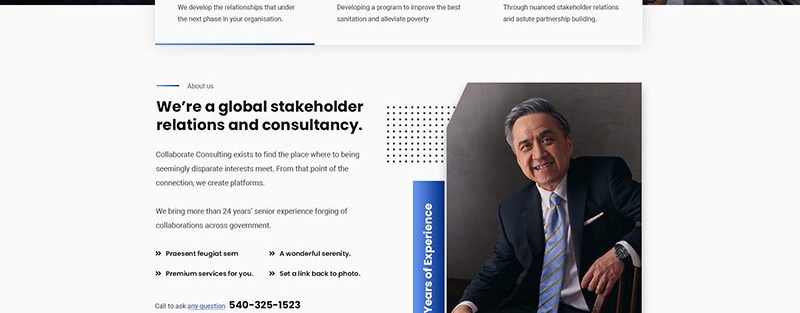 We develop the relationships that under
the next phase in your organisation.
Developing a program to improve the best
sanitation and alleviate poverty
Through nuanced stakeholder relations
and astute partnership building.
About us
We’re a global stakeholder
relations and consultancy.
Collaborate Consulting exists to find the place where to being
seemingly disparate interests meet. From that point of the
connection, we create platforms.
We bring more than 24 years’ senior experience forging of
collaborations across government.
Praesent feugiat sem
A wonderful serenity.
Premium services for you.
Set a link back to photo.
Call to ask any question 540-325-1523
Years of Experience